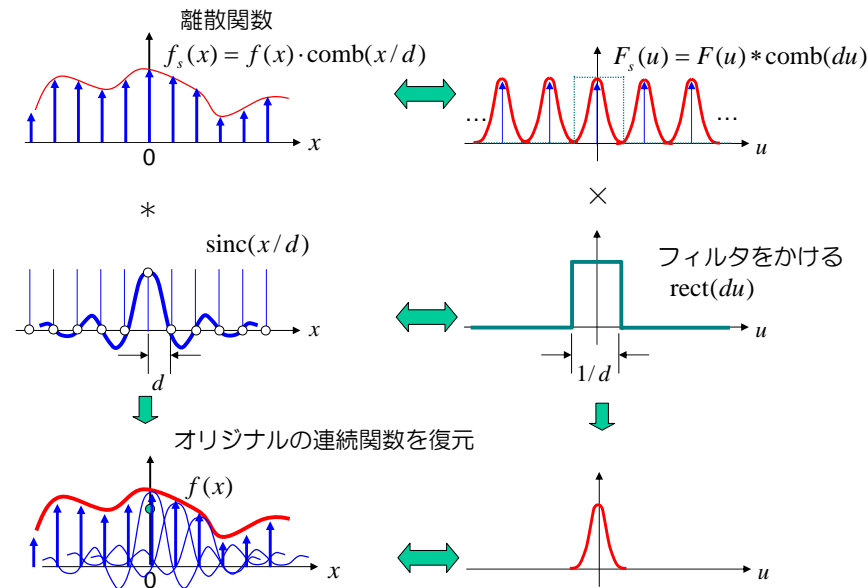 離散関数
f_s(x) = f(x)·comb(x/d)
F_s(u) = F(u)*comb(du)
x
0
… …
u
*
×
sinc(x/d)
フィルタをかける
rect(du)
x
u
d
1/d
オリジナルの連続関数を復元
f(x)
x
0
u